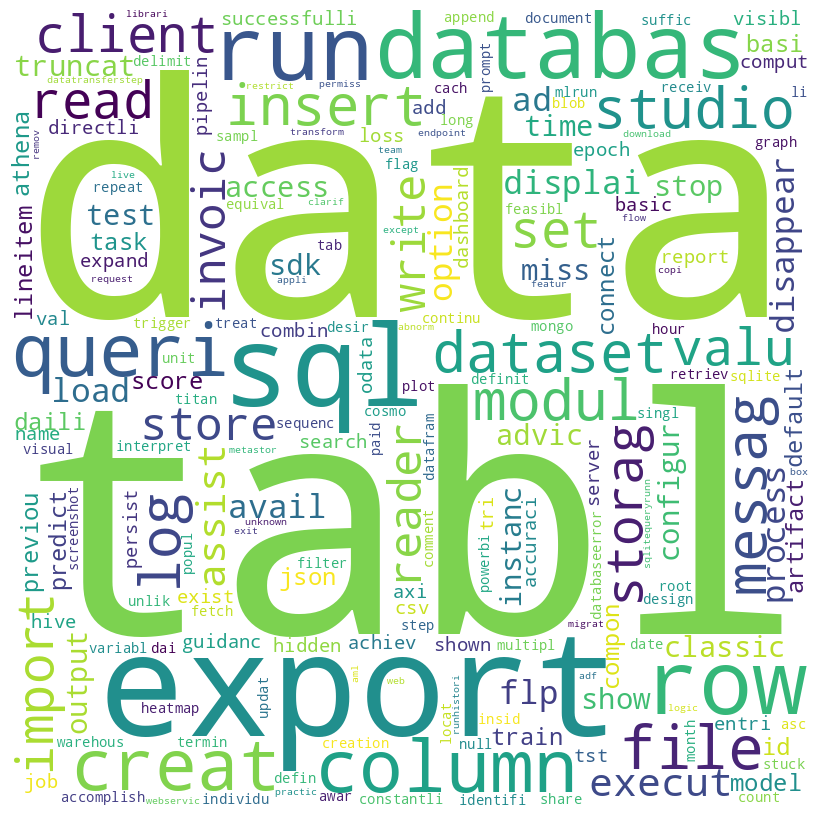 librari
append
document
suffic
visibl
client
run
databas
successfulli
truncat
delimit
datatransferstep
basi
comput
read
restrict
permiss
cach
prompt
mlrun
blob
receiv
li
insert
add
ad
studio
directli
pipelin
sampl
loss
long
endpoint
time
download
graph
remov
transform
team
flag
epoch
data
athena
live
repeat
invoic
access
equival
clarif
write
option
dashboard
displai
stop
feasibl
basic
disappear
test
except
set
flow
lineitem
task
tab
report
copi
expand
sdk
miss
connect
request
appli
featur
val
trigger
treat
combin
desir
odata
continu
abnorm
mongo
hour
queri
sql
dataset
valu
unit
load
score
plot
definit
retriev
sqlite
titan
cosmo
modul
daili
store
sequenc
paid
datafram
singl
name
visual
interpret
metastor
search
advic
default
messag
server
storag
configur
process
artifact
previou
predict
screenshot
persist
log
popul
assist
avail
unknown
exit
reader
comment
tri
powerbi
instanc
accuraci
databaseerror
sqlitequeryrunn
box
tabl
filter
json
exist
fetch
unlik
axi
csv
root
design
hive
step
migrat
import
output
variabl
dai
guidanc
hidden
achiev
shown
multipl
compon
date
classic
export
row
heatmap
updat
aml
web
locat
runhistori
flp
adf
show
logic
insid
month
file
id
entri
asc
warehous
termin
creation
null
train
tst
stuck
job
creat
column
execut
model
defin
accomplish
webservic
practic
individu
awar
constantli
identifi
share
count